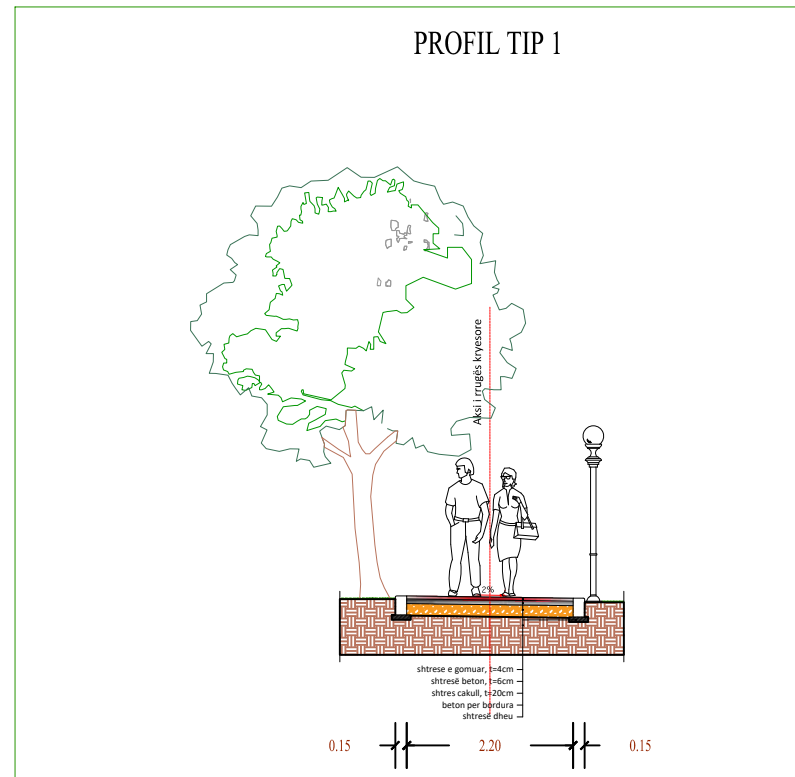 PROFIL TIP 1
Aksi i rrugës kryesore
2%
shtrese e gomuar, t=4cm
shtresë beton, t=6cm
shtres cakull, t=20cm
beton per bordura
shtresë dheu
0.15 2.20 0.15